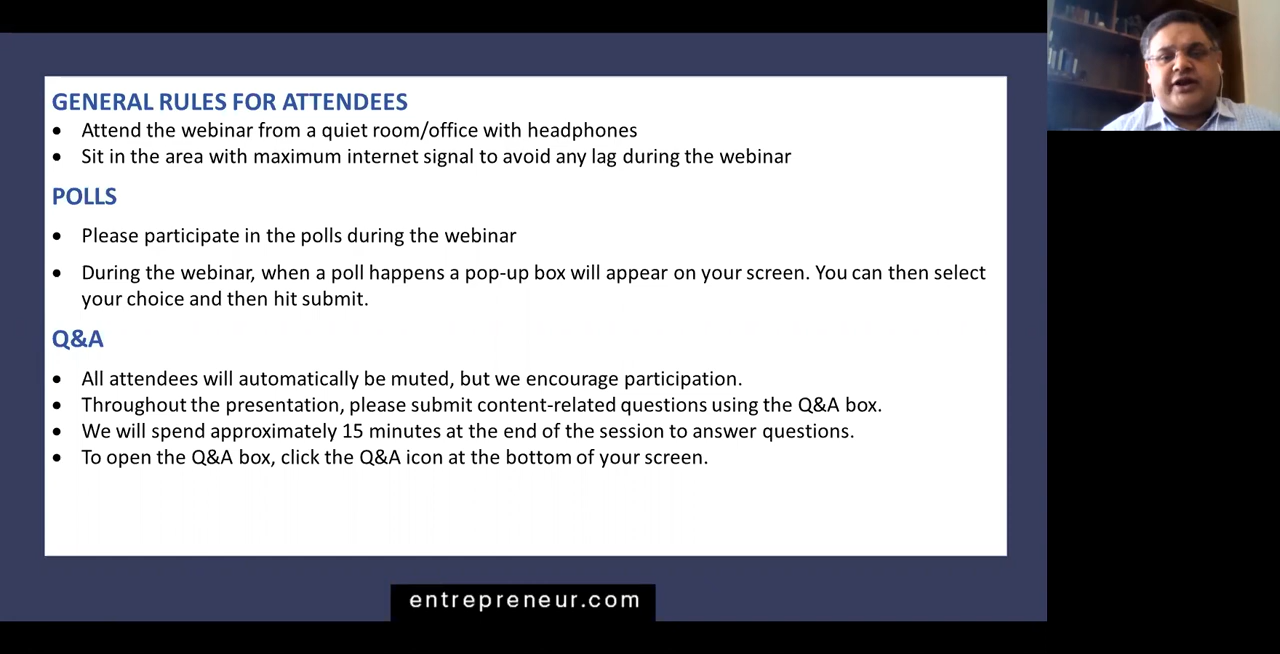 GENERAL RULES FOR ATTENDEES
• Attend the webinar from a quiet room/office with headphones
• Sit in the area with maximum internet signal to avoid any lag during the webinar
POLLS
• Please participate in the polls during the webinar
• During the webinar, when a poll happens a pop-up box will appear on your screen. You can then select
your choice and then hit submit.
Q&A
• All attendees will automatically be muted, but we encourage participation.
• Throughout the presentation, please submit content-related questions using the Q&A box.
• We will spend approximately 15 minutes at the end of the session to answer questions.
• To open the Q&A box, click the Q&A icon at the bottom of your screen.
entrepreneur.com